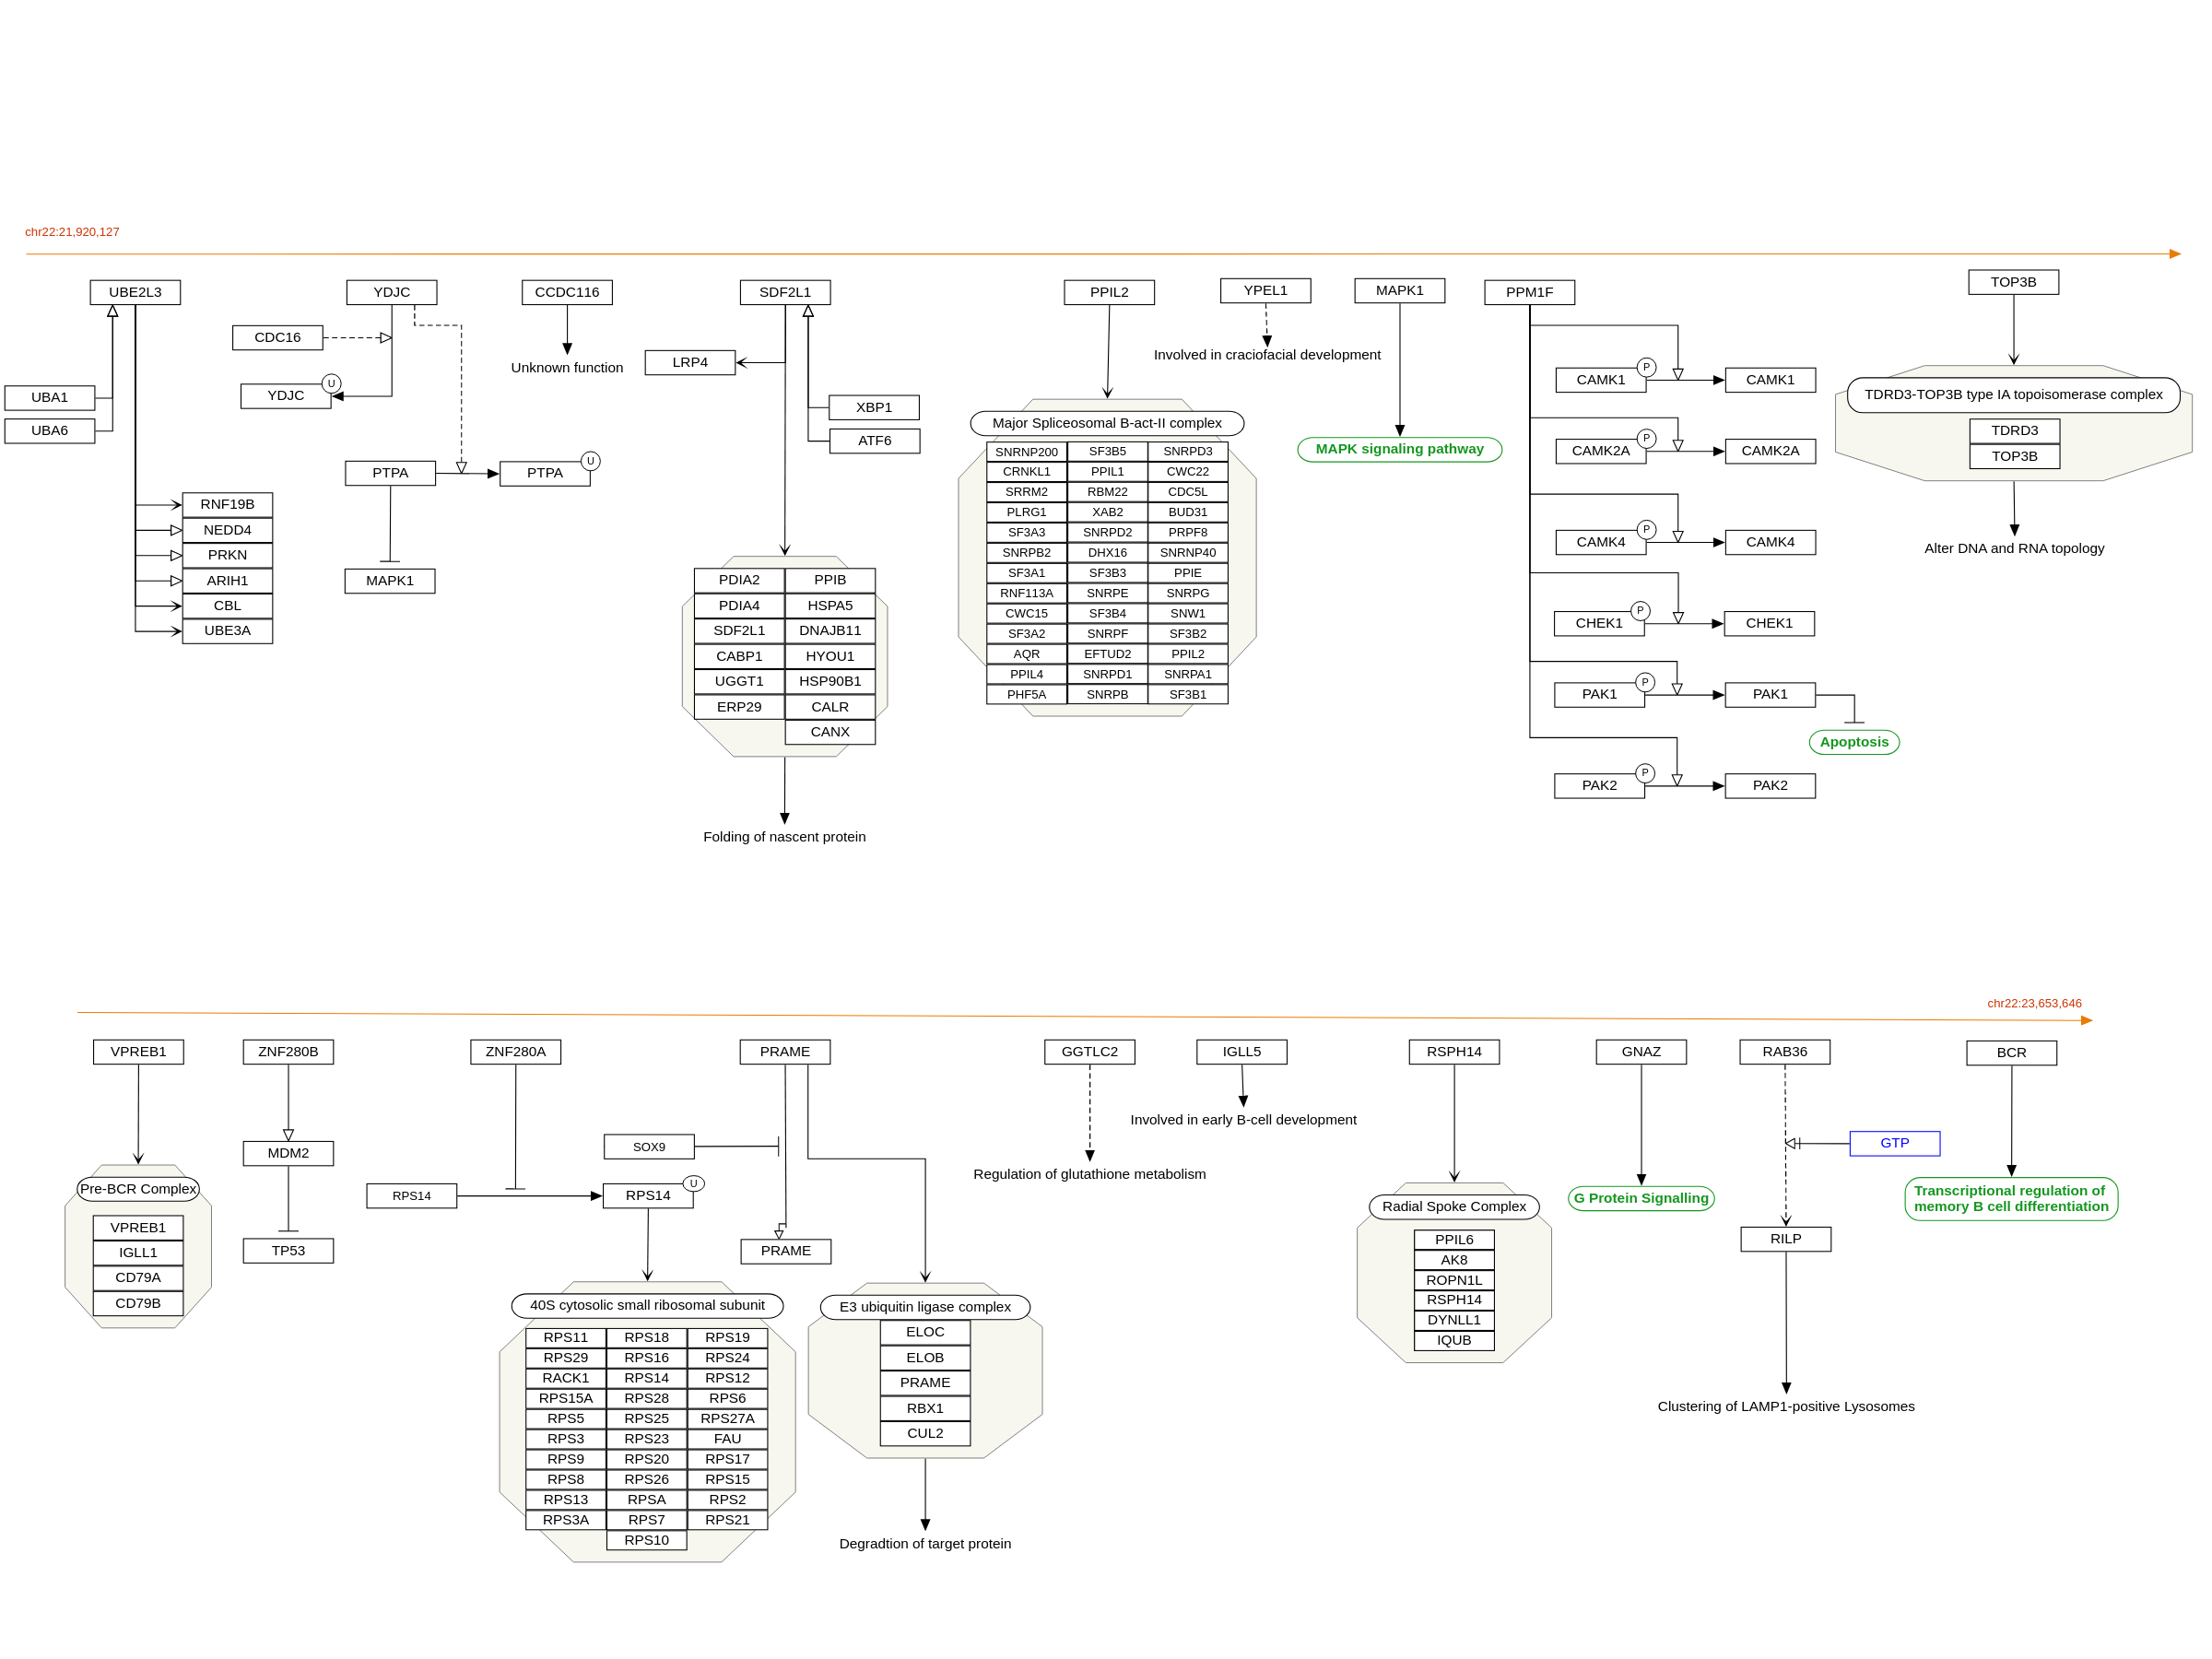 chr22:21,920,127
UBE2L3
YDJC
CCDC116
SDF2L1
PPIL2
YPEL1
MAPK1
PPM1F
TOP3B
UBA1
UBA6
RNF19B
NEDD4
PRKN
ARIH1
CBL
UBE3A
CDC16
YDJC
U
PTPA
PTPA
U
MAPK1
Unknown function
LRP4
XBP1
ATF6
PDIA2
PPIB
PDIA4
HSPA5
SDF2L1
DNAJB11
CABP1
HYOU1
UGGT1
HSP90B1
ERP29
CALR
CANX
Folding of nascent protein
Major Spliceosomal B-act-II complex
SNRNP200
SF3B5
SNRPD3
CRNKL1
PPIL1
CWC22
SRRM2
RBM22
CDC5L
PLRG1
XAB2
BUD31
SF3A3
SNRPD2
PRPF8
SNRPB2
DHX16
SNRNP40
SF3A1
SF3B3
PPIE
RNF113A
SNRPE
SNRPG
CWC15
SF3B4
SNW1
SF3A2
SNRPF
SF3B2
AQR
EFTUD2
PPIL2
PPIL4
SNRPD1
SNRPA1
PHF5A
SNRPB
SF3B1
Involved in craciofacial development
MAPK signaling pathway
CAMK1
P
CAMK1
CAMK2A
P
CAMK2A
CAMK4
P
CAMK4
CHEK1
P
CHEK1
PAK1
P
PAK1
Apoptosis
PAK2
P
PAK2
TDRD3-TOP3B type IA topoisomerase complex
TDRD3
TOP3B
Alter DNA and RNA topology
chr22:23,653,646
VPREB1
ZNF280B
ZNF280A
PRAME
GGTLC2
IGLL5
RSPH14
GNAZ
RAB36
BCR
Pre-BCR Complex
VPREB1
IGLL1
CD79A
CD79B
MDM2
TP53
RPS14
RPS14
U
SOX9
PRAME
40S cytosolic small ribosomal subunit
RPS11
RPS18
RPS19
RPS29
RPS16
RPS24
RACK1
RPS14
RPS12
RPS15A
RPS28
RPS6
RPS5
RPS25
RPS27A
RPS3
RPS23
FAU
RPS9
RPS20
RPS17
RPS8
RPS26
RPS15
RPS13
RPSA
RPS2
RPS3A
RPS7
RPS21
RPS10
E3 ubiquitin ligase complex
ELOC
ELOB
PRAME
RBX1
CUL2
Degradtion of target protein
Regulation of glutathione metabolism
Involved in early B-cell development
Radial Spoke Complex
PPIL6
AK8
ROPN1L
RSPH14
DYNLL1
IQUB
G Protein Signalling
GTP
RILP
Clustering of LAMP1-positive Lysosomes
Transcriptional regulation of
memory B cell differentiation